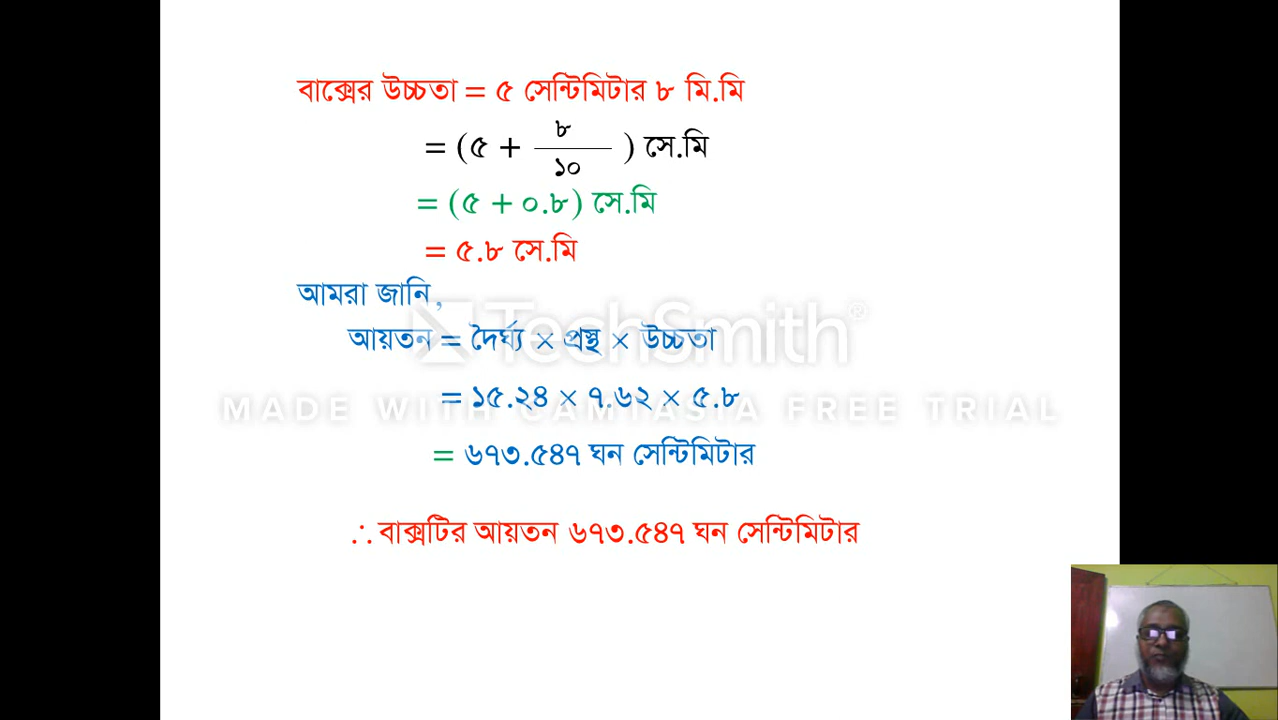 বাক্সের উচ্চতা = ৫ সেন্টিমিটার ৮ মি.মি
= (৫ + ৮/১০ ) সে.মি
= (৫ + ০.৮) সে.মি
= ৫.৮ সে.মি
আমরা জানি,
আয়তন = দৈর্ঘ্য × প্রস্থ × উচ্চতা
= ১৫.২৪ × ৭.৬২ × ৫.৮
= ৬৭৩.৫৪৭ ঘন সেন্টিমিটার
∴ বাক্সটির আয়তন ৬৭৩.৫৪৭ ঘন সেন্টিমিটার
TechSmith®
MADE WITH CAMTASIA FREE TRIAL